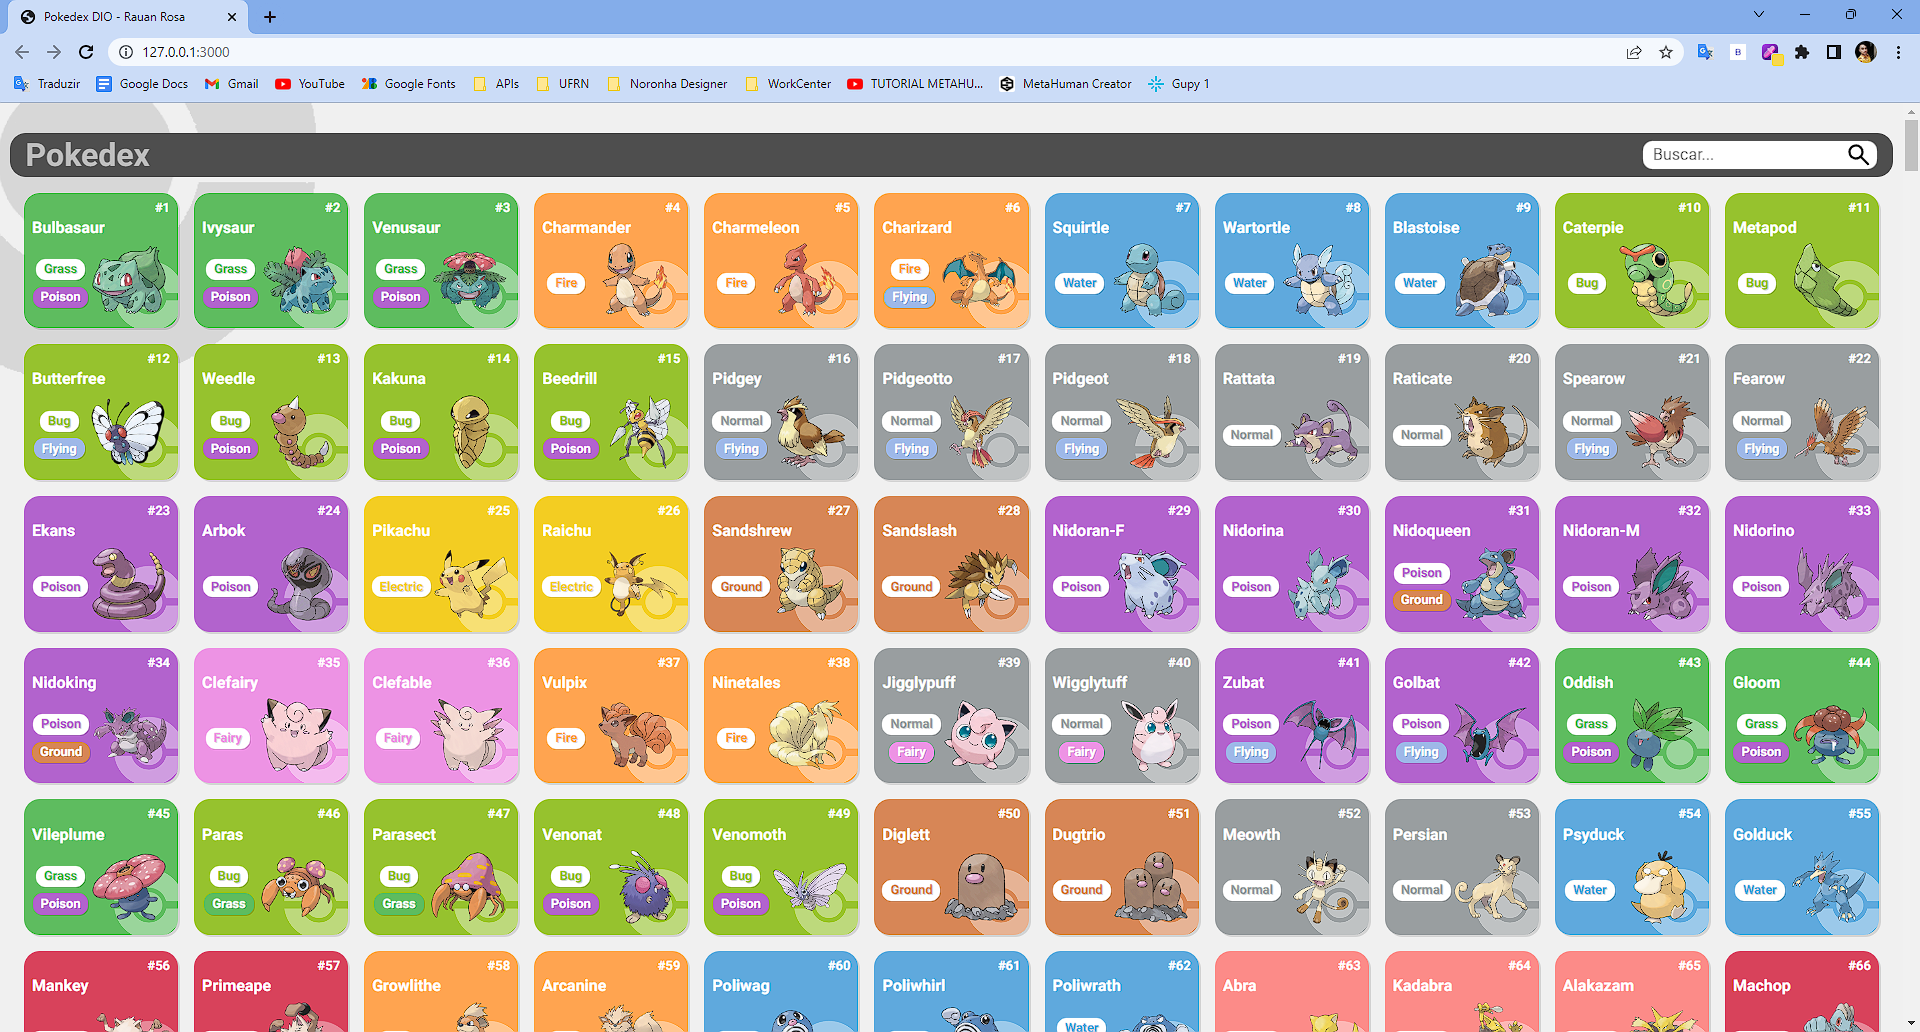 Pokedex DIO - Rauan Rosa
127.0.0.1:3000
Traduzir Google Docs Gmail YouTube Google Fonts APIs UFRN Noronha Designer WorkCenter TUTORIAL METAHU... MetaHuman Creator Gupy 1
Pokedex Buscar...
#1 #2 #3 #4 #5 #6 #7 #8 #9 #10 #11
Bulbasaur Ivysaur Venusaur Charmander Charmeleon Charizard Squirtle Wartortle Blastoise Caterpie Metapod
Grass Grass Grass Fire
Fire Fire Water Water Water Bug Bug
Poison Poison Poison Flying
#12 #13 #14 #15 #16 #17 #18 #19 #20 #21 #22
Butterfree Weedle Kakuna Beedrill Pidgey Pidgeotto Pidgeot Rattata Raticate Spearow Fearow
Bug Bug Bug Bug Normal Normal Normal Normal Normal
Normal Normal
Flying Poison Poison Poison Flying Flying Flying Flying Flying
#23 #24 #25 #26 #27 #28 #29 #30 #31 #32 #33
Ekans Arbok Pikachu Raichu Sandshrew Sandslash Nidoran-F Nidorina Nidoqueen Nidoran-M Nidorino
Poison
Poison Poison Electric Electric Ground Ground Poison Poison Poison Poison
Ground
#34 #35 #36 #37 #38 #39 #40 #41 #42 #43 #44
Nidoking Clefairy Clefable Vulpix Ninetales Jigglypuff Wigglytuff Zubat Golbat Oddish Gloom
Poison Normal Normal Poison Poison Grass Grass
Fairy Fairy Fire Fire
Ground Fairy Fairy Flying Flying Poison Poison
#45 #46 #47 #48 #49 #50 #51 #52 #53 #54 #55
Vileplume Paras Parasect Venonat Venomoth Diglett Dugtrio Meowth Persian Psyduck Golduck
Grass Bug Bug Bug Bug
Ground Ground Normal Normal Water Water
Poison Grass Grass Poison Poison
#56 #57 #58 #59 #60 #61 #62 #63 #64 #65 #66
Mankey Primeape Growlithe Arcanine Poliwag Poliwhirl Poliwrath Abra Kadabra Alakazam Machop
Water